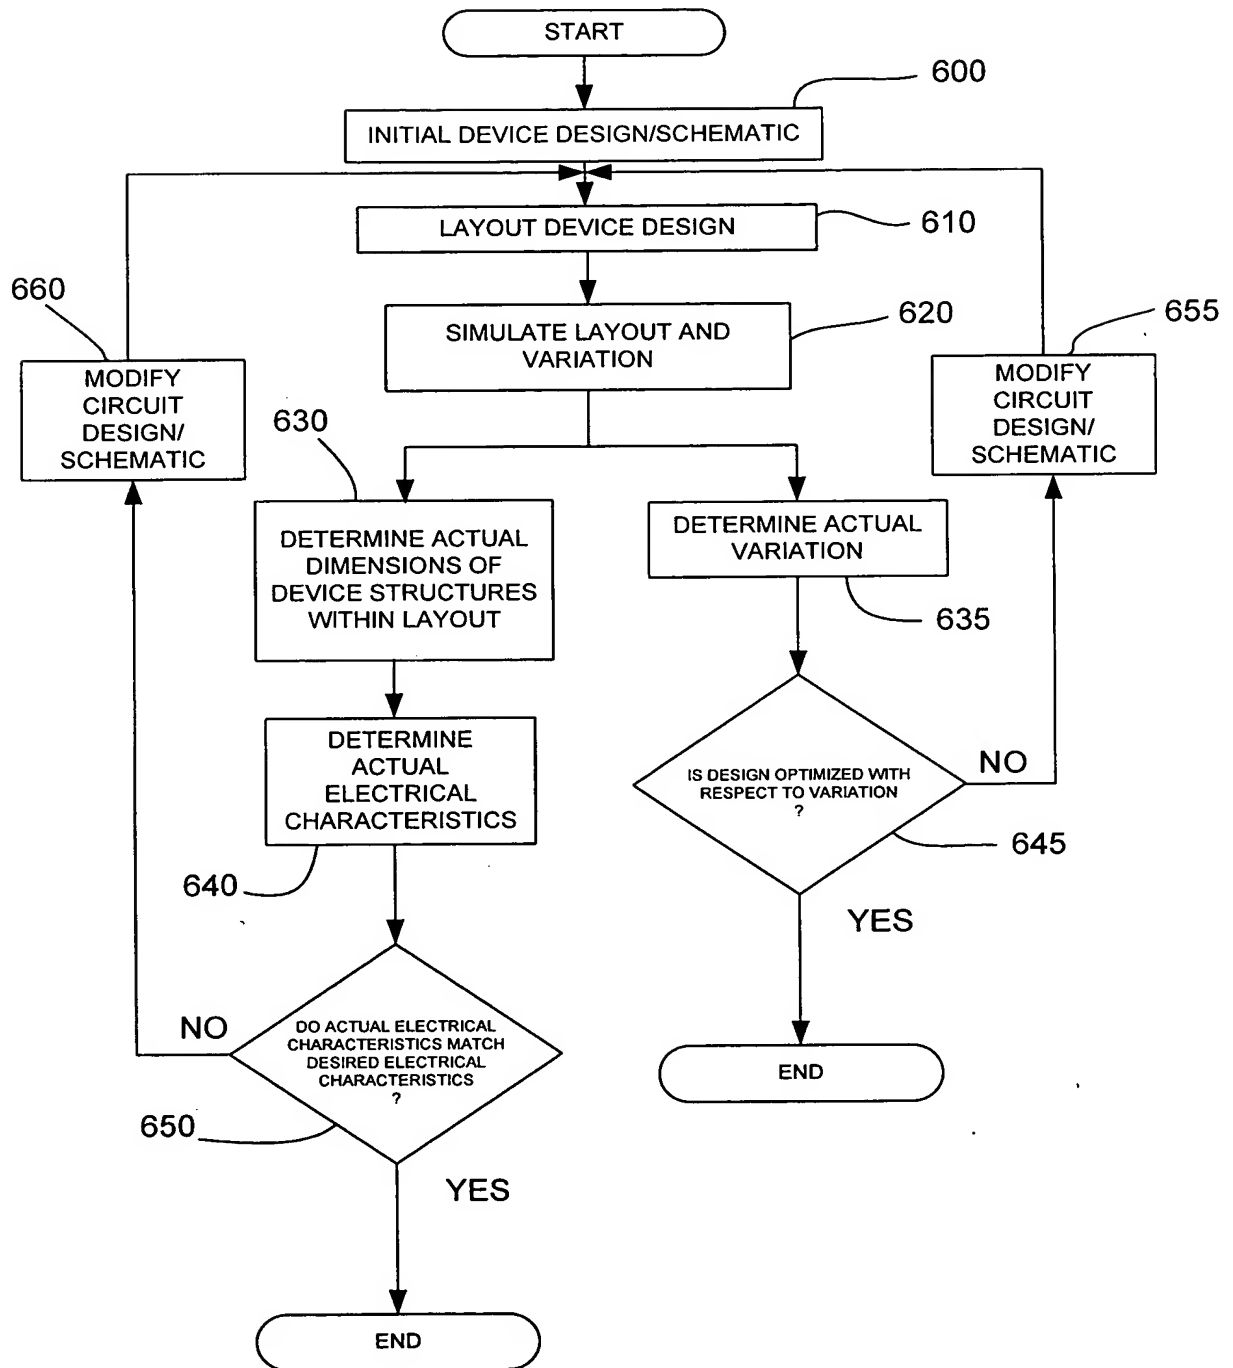 START
600
INITIAL DEVICE DESIGN/SCHEMATIC
LAYOUT DEVICE DESIGN
610
660
SIMULATE LAYOUT AND
VARIATION
620
655
MODIFY
CIRCUIT
DESIGN/
SCHEMATIC
MODIFY
CIRCUIT
DESIGN/
SCHEMATIC
630
DETERMINE ACTUAL
DIMENSIONS OF
DEVICE STRUCTURES
WITHIN LAYOUT
DETERMINE ACTUAL
VARIATION
635
DETERMINE
ACTUAL
ELECTRICAL
CHARACTERISTICS
640
IS DESIGN OPTIMIZED WITH
RESPECT TO VARIATION
?
NO
645
YES
NO
DO ACTUAL ELECTRICAL
CHARACTERISTICS MATCH
DESIRED ELECTRICAL
CHARACTERISTICS
?
650
END
YES
END